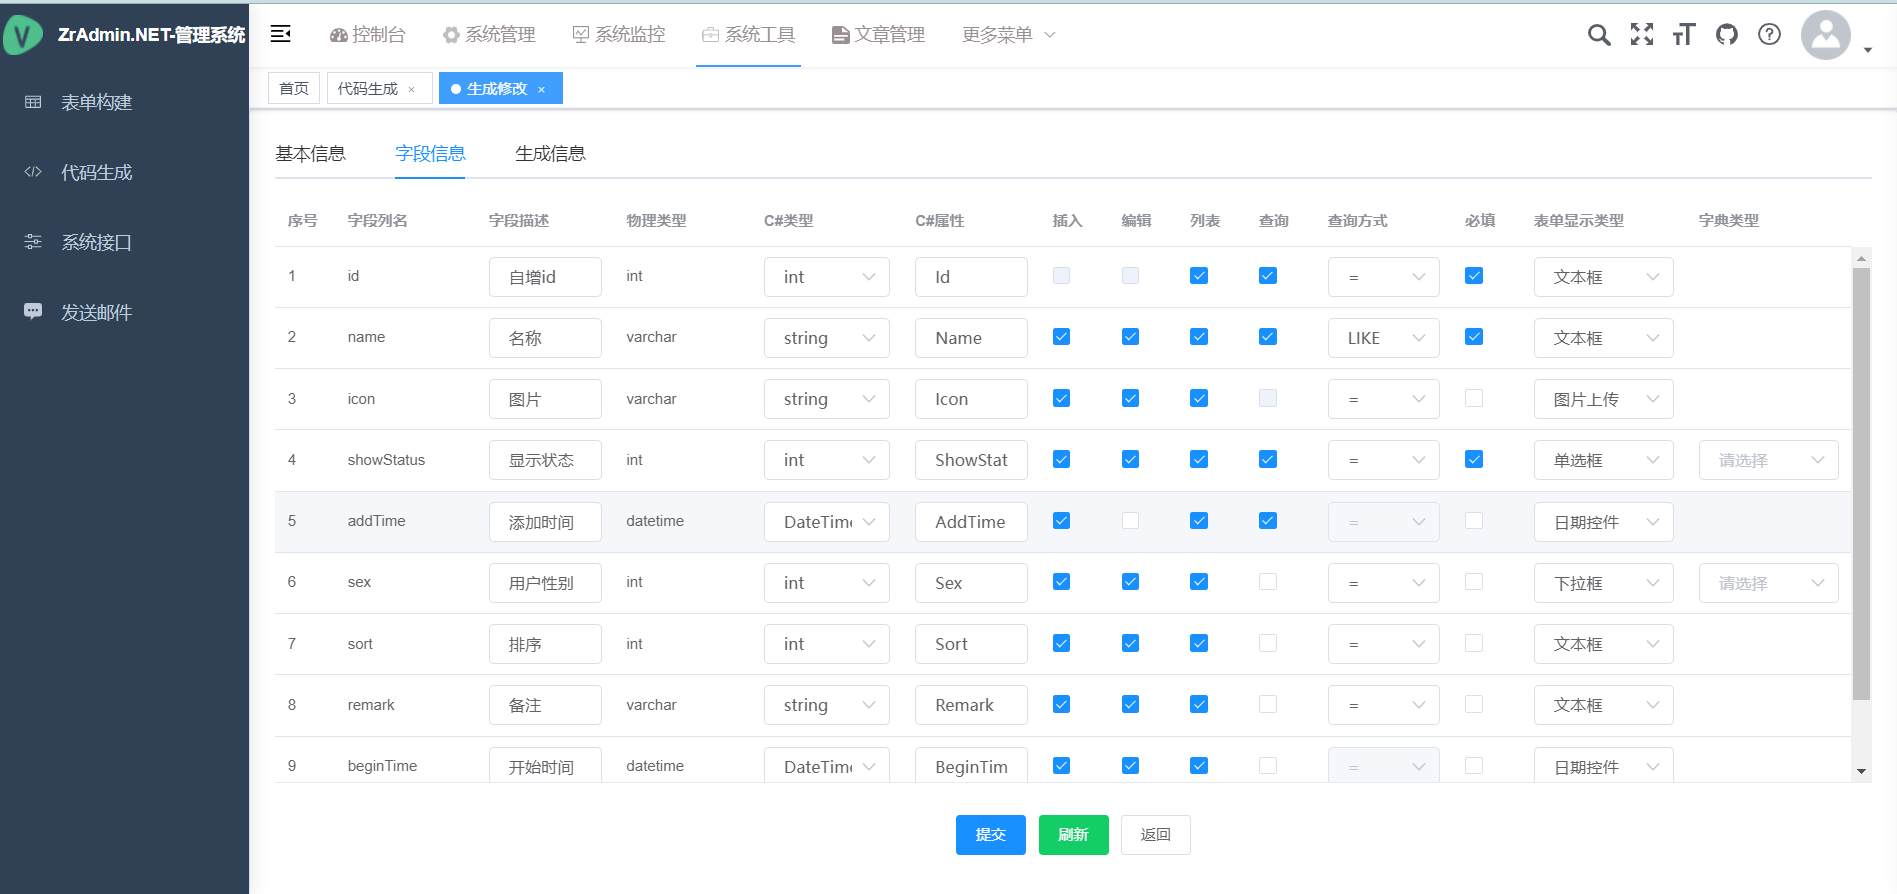 ZrAdmin.NET-管理系统
控制台 系统管理 系统监控 系统工具 文章管理 更多菜单
首页 代码生成 × 生成修改 ×
表单构建
代码生成
系统接口
发送邮件
基本信息 字段信息 生成信息
序号 字段列名 字段描述 物理类型 C#类型 C#属性 插入 编辑 列表 查询 查询方式 必填 表单显示类型 字典类型
1 id 自增id int int Id = 文本框
2 name 名称 varchar string Name LIKE 文本框
3 icon 图片 varchar string Icon = 图片上传
4 showStatus 显示状态 int int ShowStat = 单选框 请选择
5 addTime 添加时间 datetime DateTime AddTime = 日期控件
6 sex 用户性别 int int Sex = 下拉框 请选择
7 sort 排序 int int Sort = 文本框
8 remark 备注 varchar string Remark = 文本框
9 beginTime 开始时间 datetime DateTime BeginTim = 日期控件
提交 刷新 返回